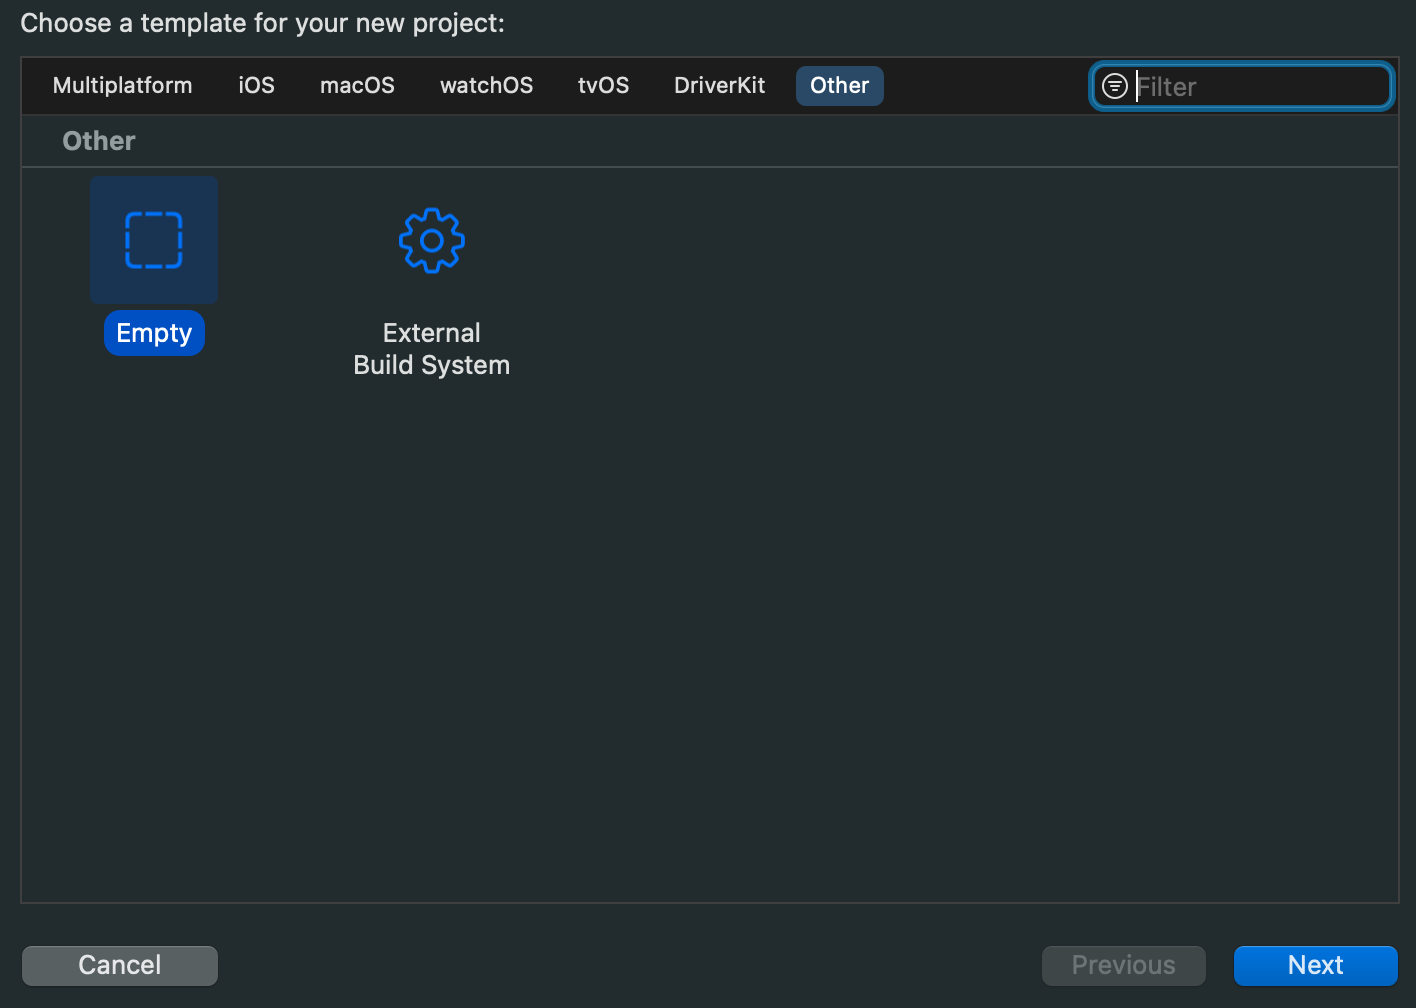 Choose a template for your new project:
Multiplatform iOS macOS watchOS tvOS DriverKit Other Filter
Other
Empty
External
Build System
Cancel Previous Next